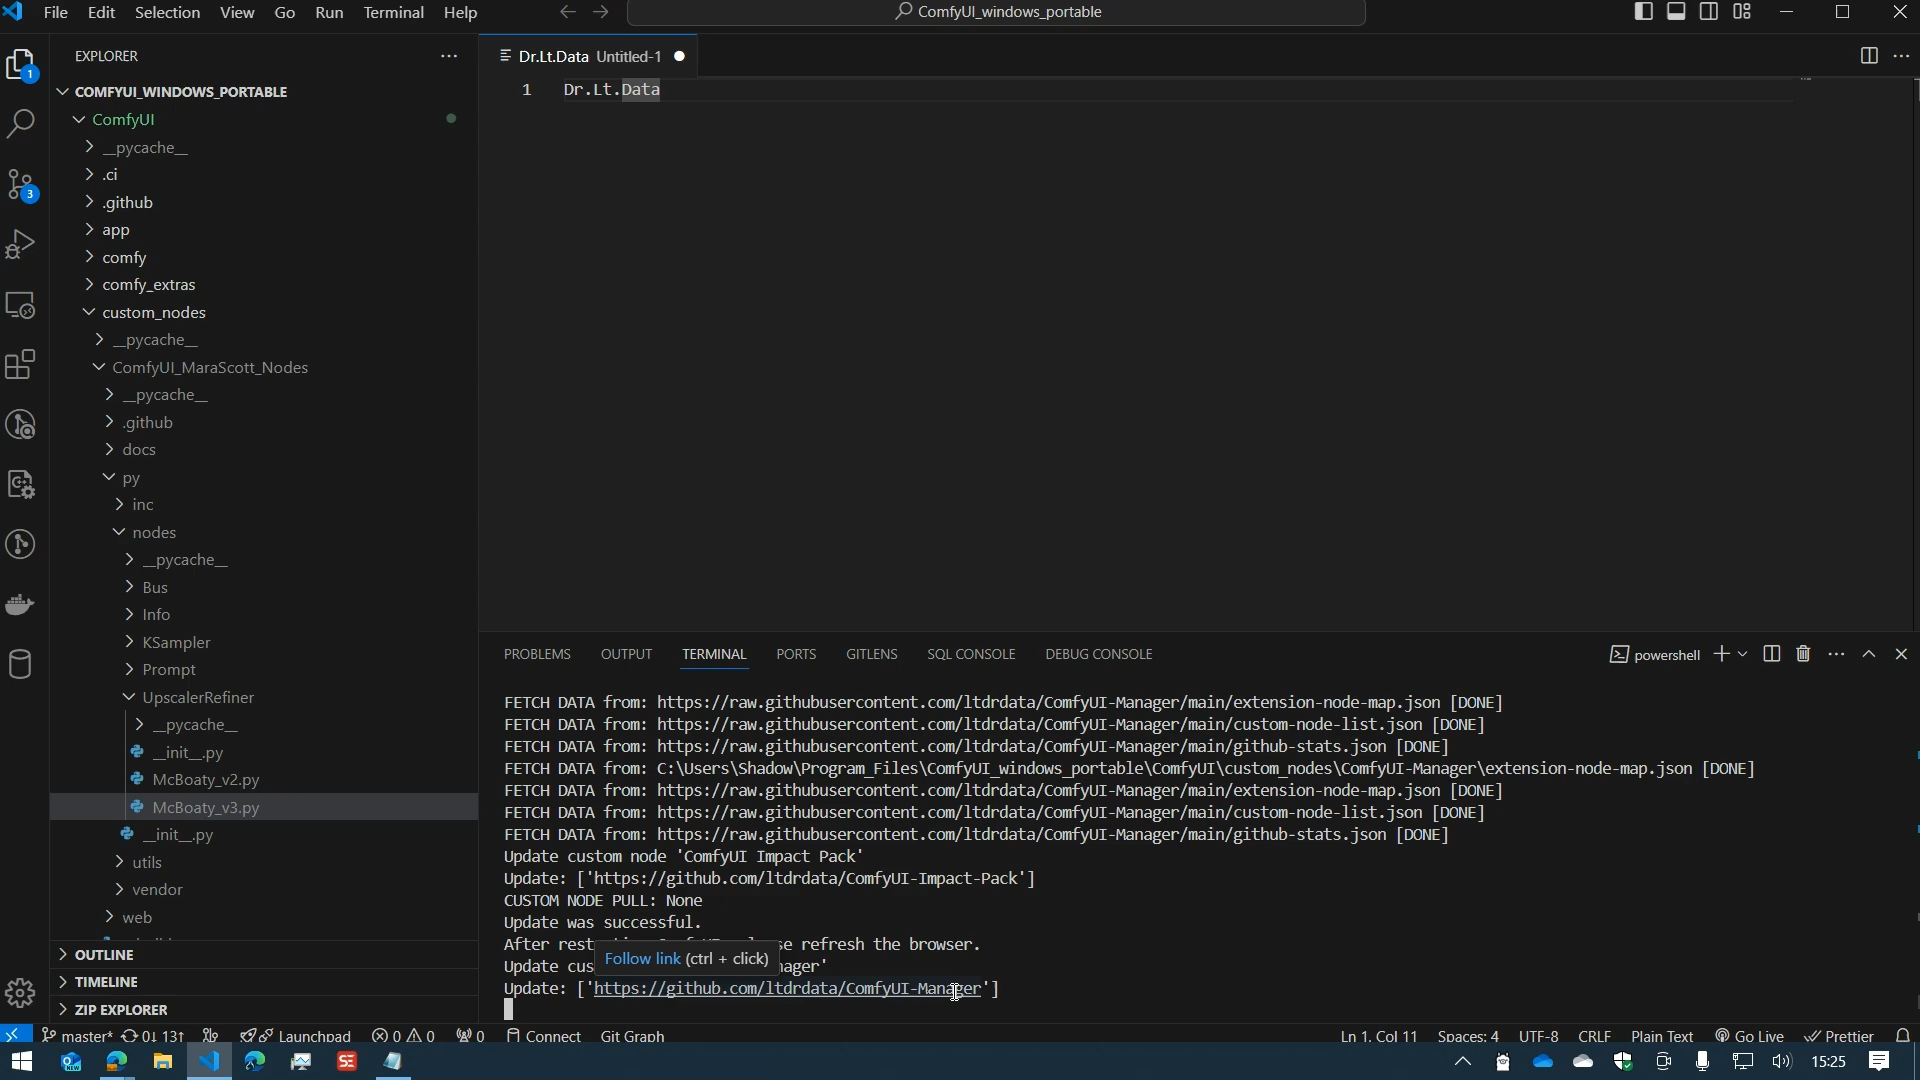 File Edit Selection View Go Run Terminal Help
ComfyUI_windows_portable
EXPLORER
1
COMFYUI_WINDOWS_PORTABLE
ComfyUI
__pycache__
.ci
3
.github
app
comfy
comfy_extras
custom_nodes
__pycache__
ComfyUI_MaraScott_Nodes
__pycache__
.github
docs
py
inc
nodes
__pycache__
Bus
Info
KSampler
Prompt
UpscalerRefiner
__pycache__
__init__.py
McBoaty_v2.py
McBoaty_v3.py
__init__.py
utils
vendor
web
OUTLINE
TIMELINE
ZIP EXPLORER
Dr.Lt.Data Untitled-1
1 Dr.Lt.Data
PROBLEMS OUTPUT TERMINAL PORTS GITLENS SQL CONSOLE DEBUG CONSOLE
powershell
FETCH DATA from: https://raw.githubusercontent.com/ltdrdata/ComfyUI-Manager/main/extension-node-map.json [DONE]
FETCH DATA from: https://raw.githubusercontent.com/ltdrdata/ComfyUI-Manager/main/custom-node-list.json [DONE]
FETCH DATA from: https://raw.githubusercontent.com/ltdrdata/ComfyUI-Manager/main/github-stats.json [DONE]
FETCH DATA from: C:\Users\Shadow\Program_Files\ComfyUI_windows_portable\ComfyUI\custom_nodes\ComfyUI-Manager\extension-node-map.json [DONE]
FETCH DATA from: https://raw.githubusercontent.com/ltdrdata/ComfyUI-Manager/main/extension-node-map.json [DONE]
FETCH DATA from: https://raw.githubusercontent.com/ltdrdata/ComfyUI-Manager/main/custom-node-list.json [DONE]
FETCH DATA from: https://raw.githubusercontent.com/ltdrdata/ComfyUI-Manager/main/github-stats.json [DONE]
Update custom node 'ComfyUI Impact Pack'
Update: ['https://github.com/ltdrdata/ComfyUI-Impact-Pack']
CUSTOM NODE PULL: None
Update was successful.
After rest se refresh the browser.
Follow link (ctrl + click)
Update cus ager'
Update: ['https://github.com/ltdrdata/ComfyUI-Manager']
master* 0↓ 13↑ Launchpad 0 0 0 Connect Git Graph
Ln 1, Col 11 Spaces: 4 UTF-8 CRLF Plain Text Go Live Prettier
NEW
SE
15:25